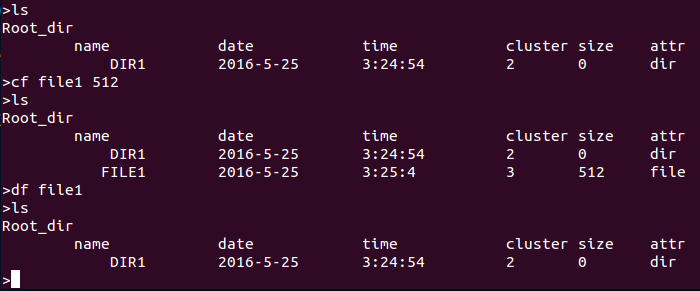 >ls
Root_dir
name date time cluster size attr
DIR1 2016-5-25 3:24:54 2 0 dir
>cf file1 512
>ls
Root_dir
name date time cluster size attr
DIR1 2016-5-25 3:24:54 2 0 dir
FILE1 2016-5-25 3:25:4 3 512 file
>df file1
>ls
Root_dir
name date time cluster size attr
DIR1 2016-5-25 3:24:54 2 0 dir
>